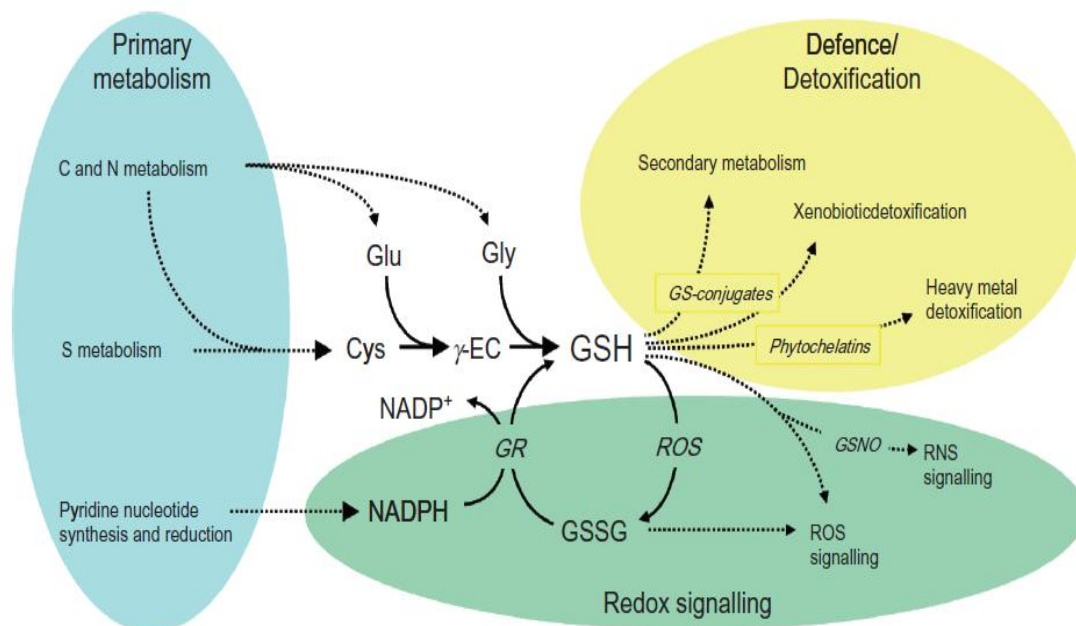 Primary
metabolism
Defence/
Detoxification
C and N metabolism
Secondary metabolism
Xenobioticdetoxification
Glu
Gly
GS-conjugates
Heavy metal
detoxification
S metabolism
Cys
γ-EC
GSH
Phytochelatins
NADP+
GR
ROS
GSNO
RNS
signalling
Pyridine nucleotide
synthesis and reduction
NADPH
GSSG
ROS
signalling
Redox signalling